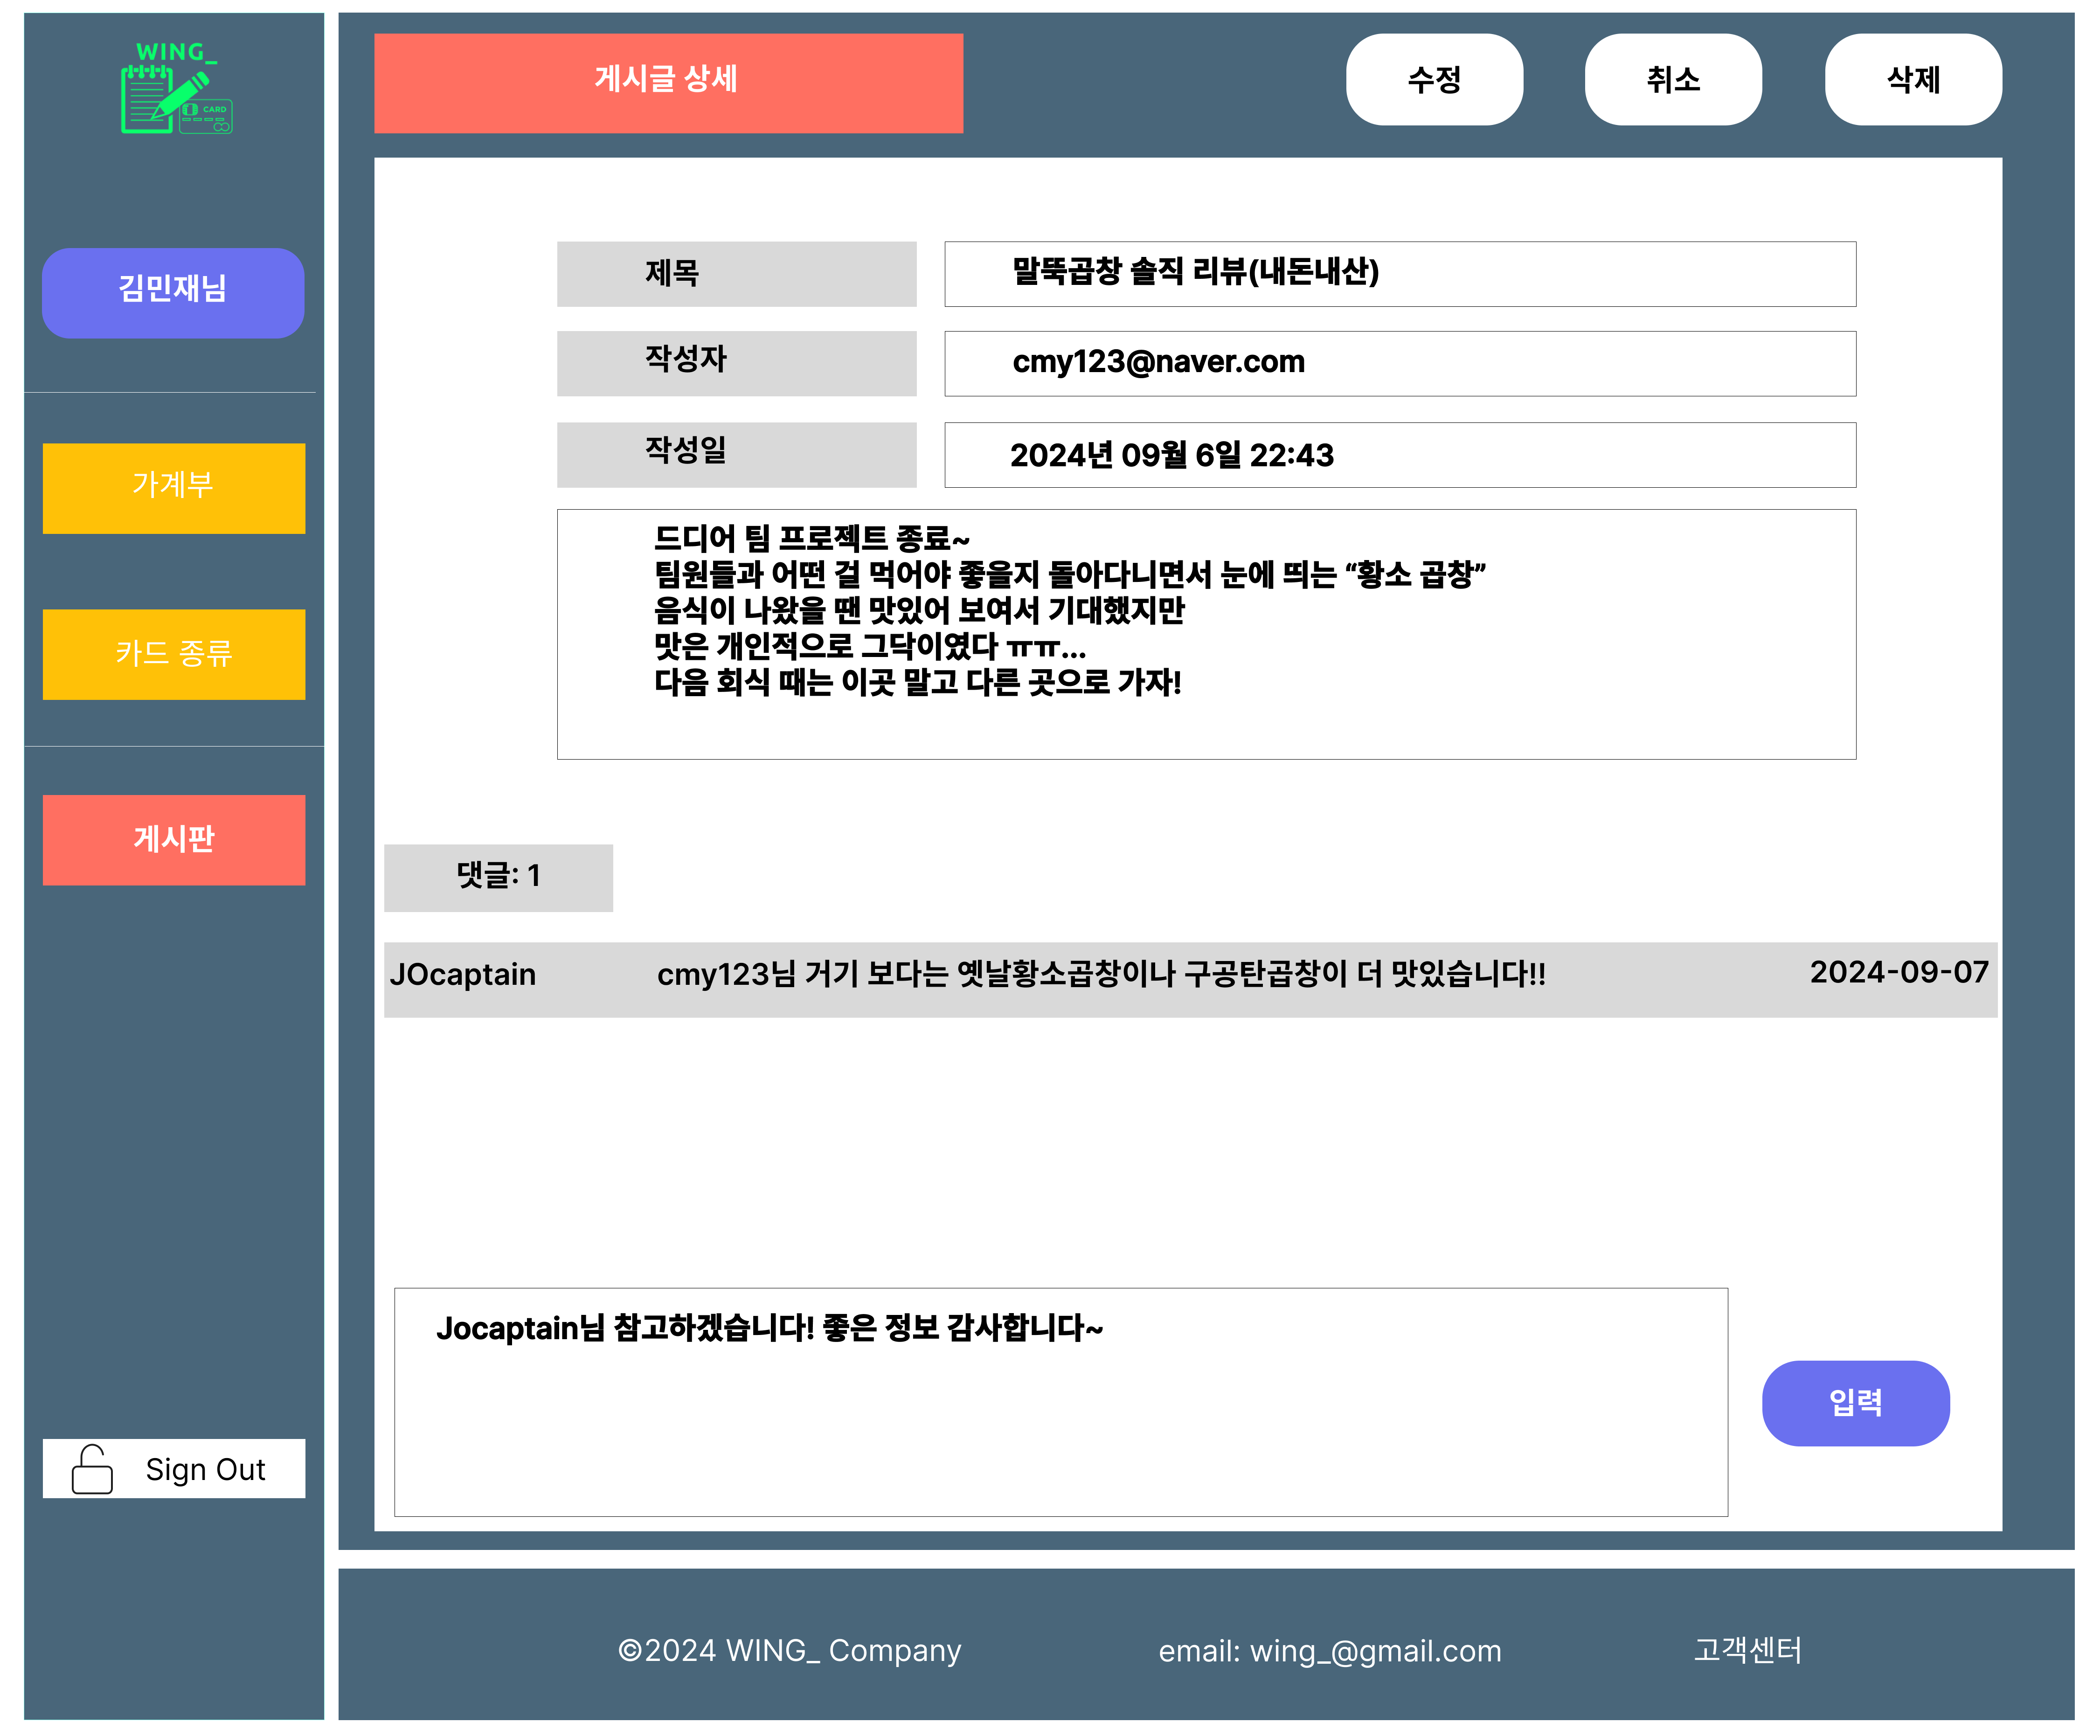 WING_
CARD
김민재님
가계부
카드 종류
게시판
Sign Out
게시글 상세
수정
취소
삭제
제목
말뚝곱창 솔직 리뷰(내돈내산)
작성자
cmy123@naver.com
작성일
2024년 09월 6일 22:43
드디어 팀 프로젝트 종료~
팀원들과 어떤 걸 먹어야 좋을지 돌아다니면서 눈에 띄는 “황소 곱창”
음식이 나왔을 땐 맛있어 보여서 기대했지만
맛은 개인적으로 그닥이였다 ㅠㅠ...
다음 회식 때는 이곳 말고 다른 곳으로 가자!
댓글: 1
JOcaptain
cmy123님 거기 보다는 옛날황소곱창이나 구공탄곱창이 더 맛있습니다!!
2024-09-07
Jocaptain님 참고하겠습니다! 좋은 정보 감사합니다~
입력
©2024 WING_ Company
email: wing_@gmail.com
고객센터